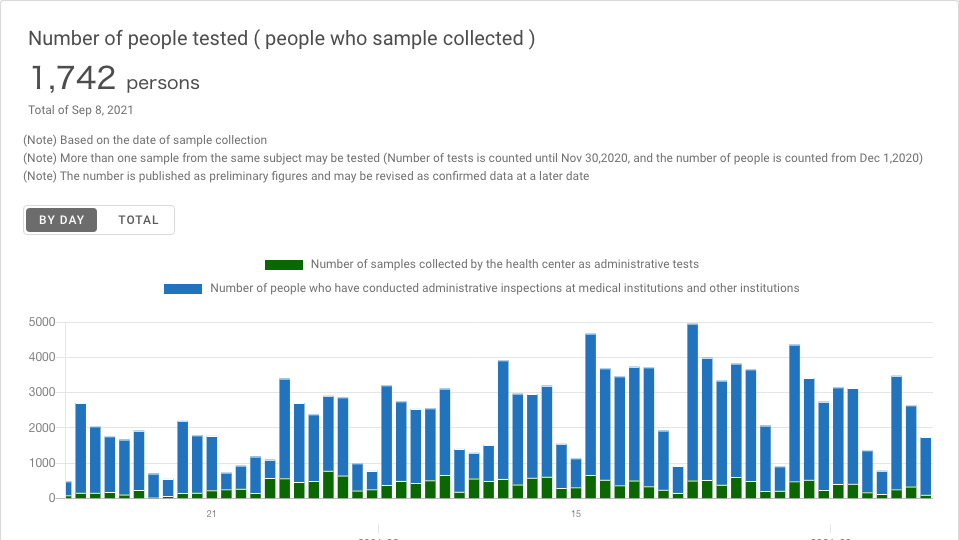 Number of people tested ( people who sample collected )
1,742 persons
Total of Sep 8, 2021
(Note) Based on the date of sample collection
(Note) More than one sample from the same subject may be tested (Number of tests is counted until Nov 30,2020, and the number of people is counted from Dec 1,2020)
(Note) The number is published as preliminary figures and may be revised as confirmed data at a later date
BY DAY TOTAL
Number of samples collected by the health center as administrative tests
Number of people who have conducted administrative inspections at medical institutions and other institutions
5000
4000
3000
2000
1000
0
21 15